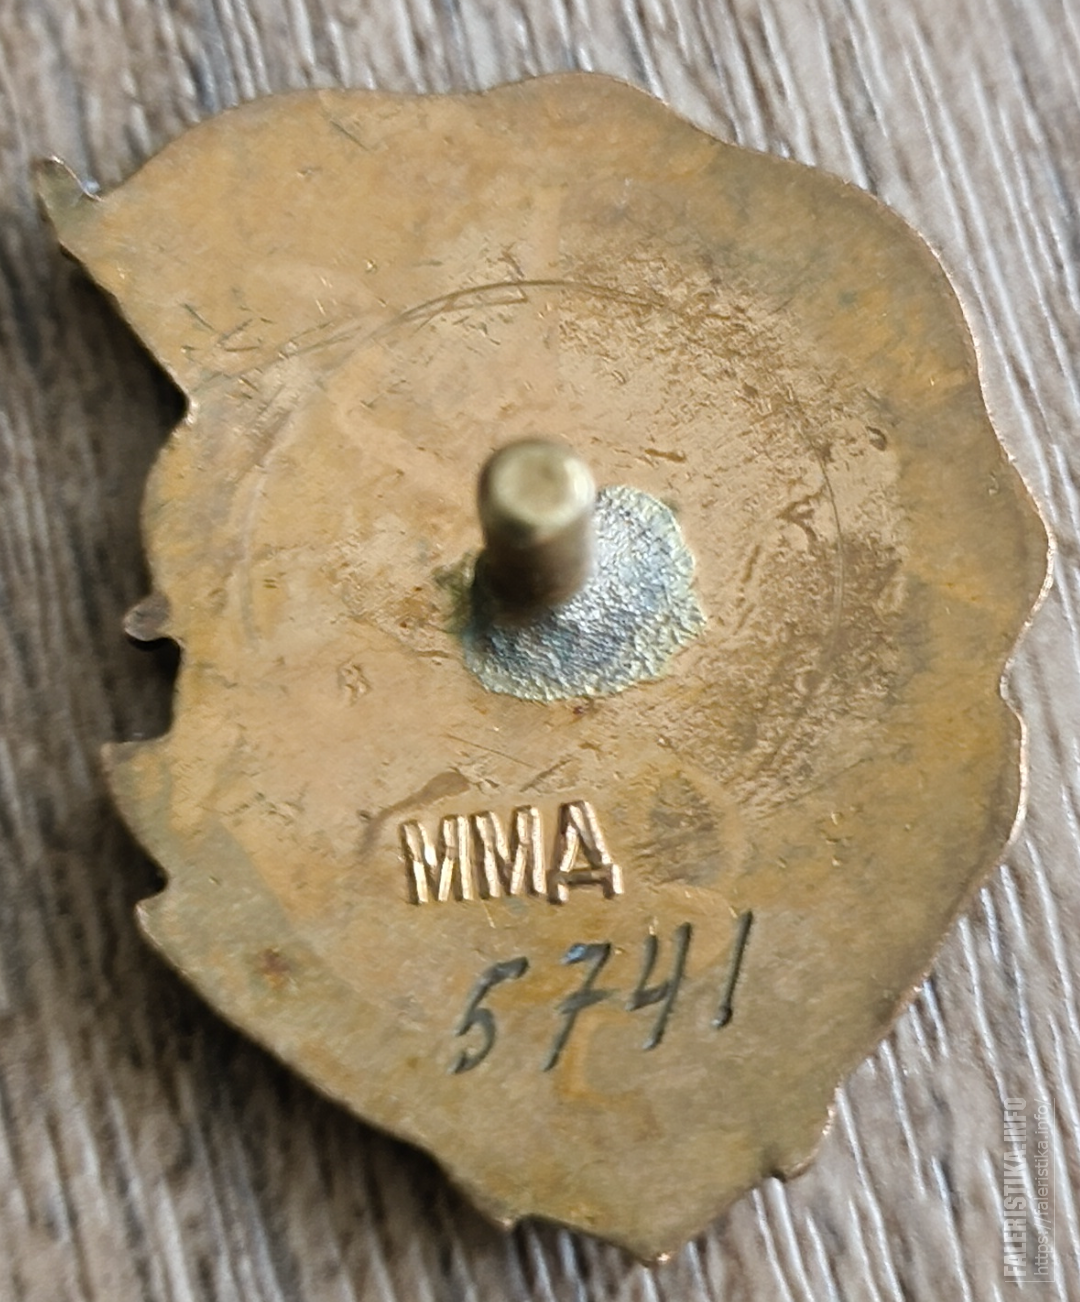 ММД
5741
FALERISTIKA.INFO
https://faleristika.info/